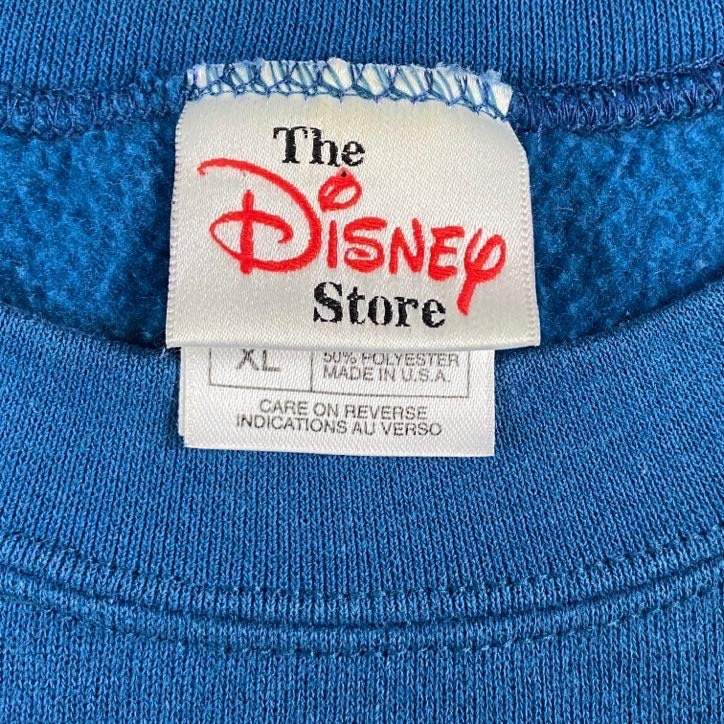 The
Disney
Store
XL
50% POLYESTER
MADE IN U.S.A.
CARE ON REVERSE
INDICATIONS AU VERSO